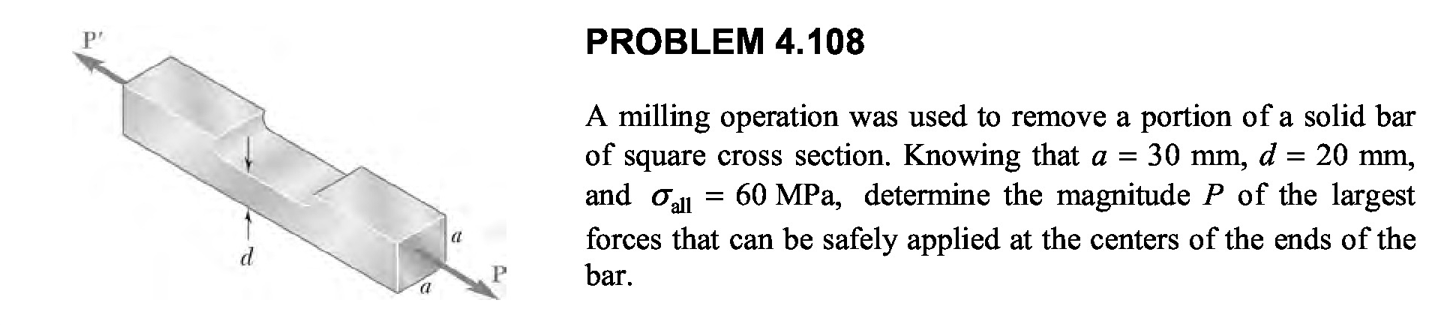 P′
d
a
a
P
PROBLEM 4.108
A milling operation was used to remove a portion of a solid bar
of square cross section. Knowing that a = 30 mm, d = 20 mm,
and σall = 60 MPa, determine the magnitude P of the largest
forces that can be safely applied at the centers of the ends of the
bar.